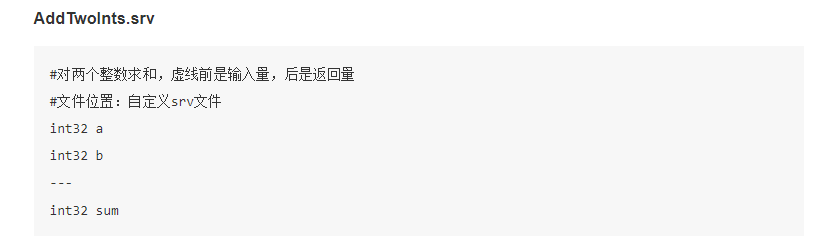 AddTwoInts.srv
#对两个整数求和，虚线前是输入量，后是返回量
#文件位置：自定义srv文件
int32 a
int32 b
---
int32 sum